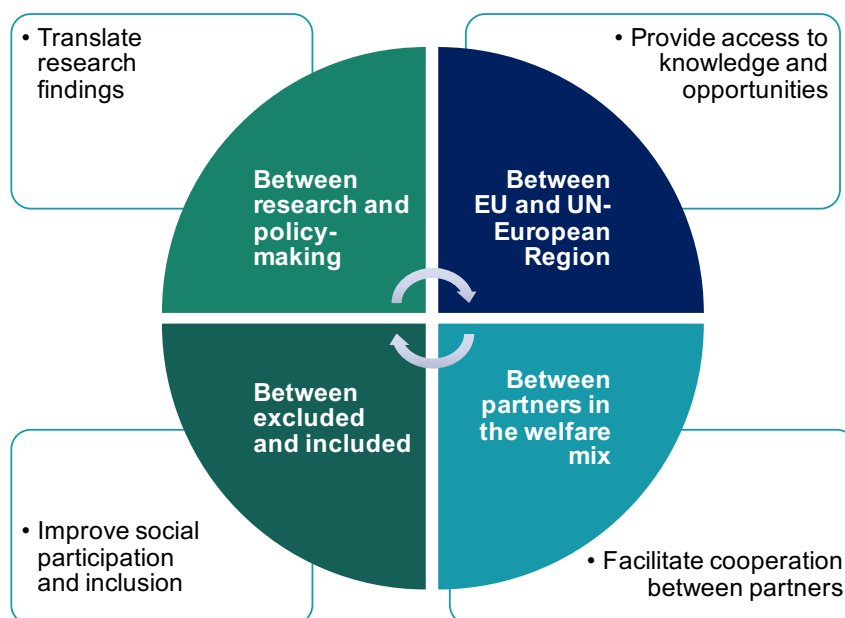 • Translate
research
findings
• Provide access to
knowledge and
opportunities
Between
research and
policy-
making
Between
EU and UN-
European
Region
Between
excluded
and included
Between
partners in
the welfare
mix
• Improve social
participation
and inclusion
• Facilitate cooperation
between partners